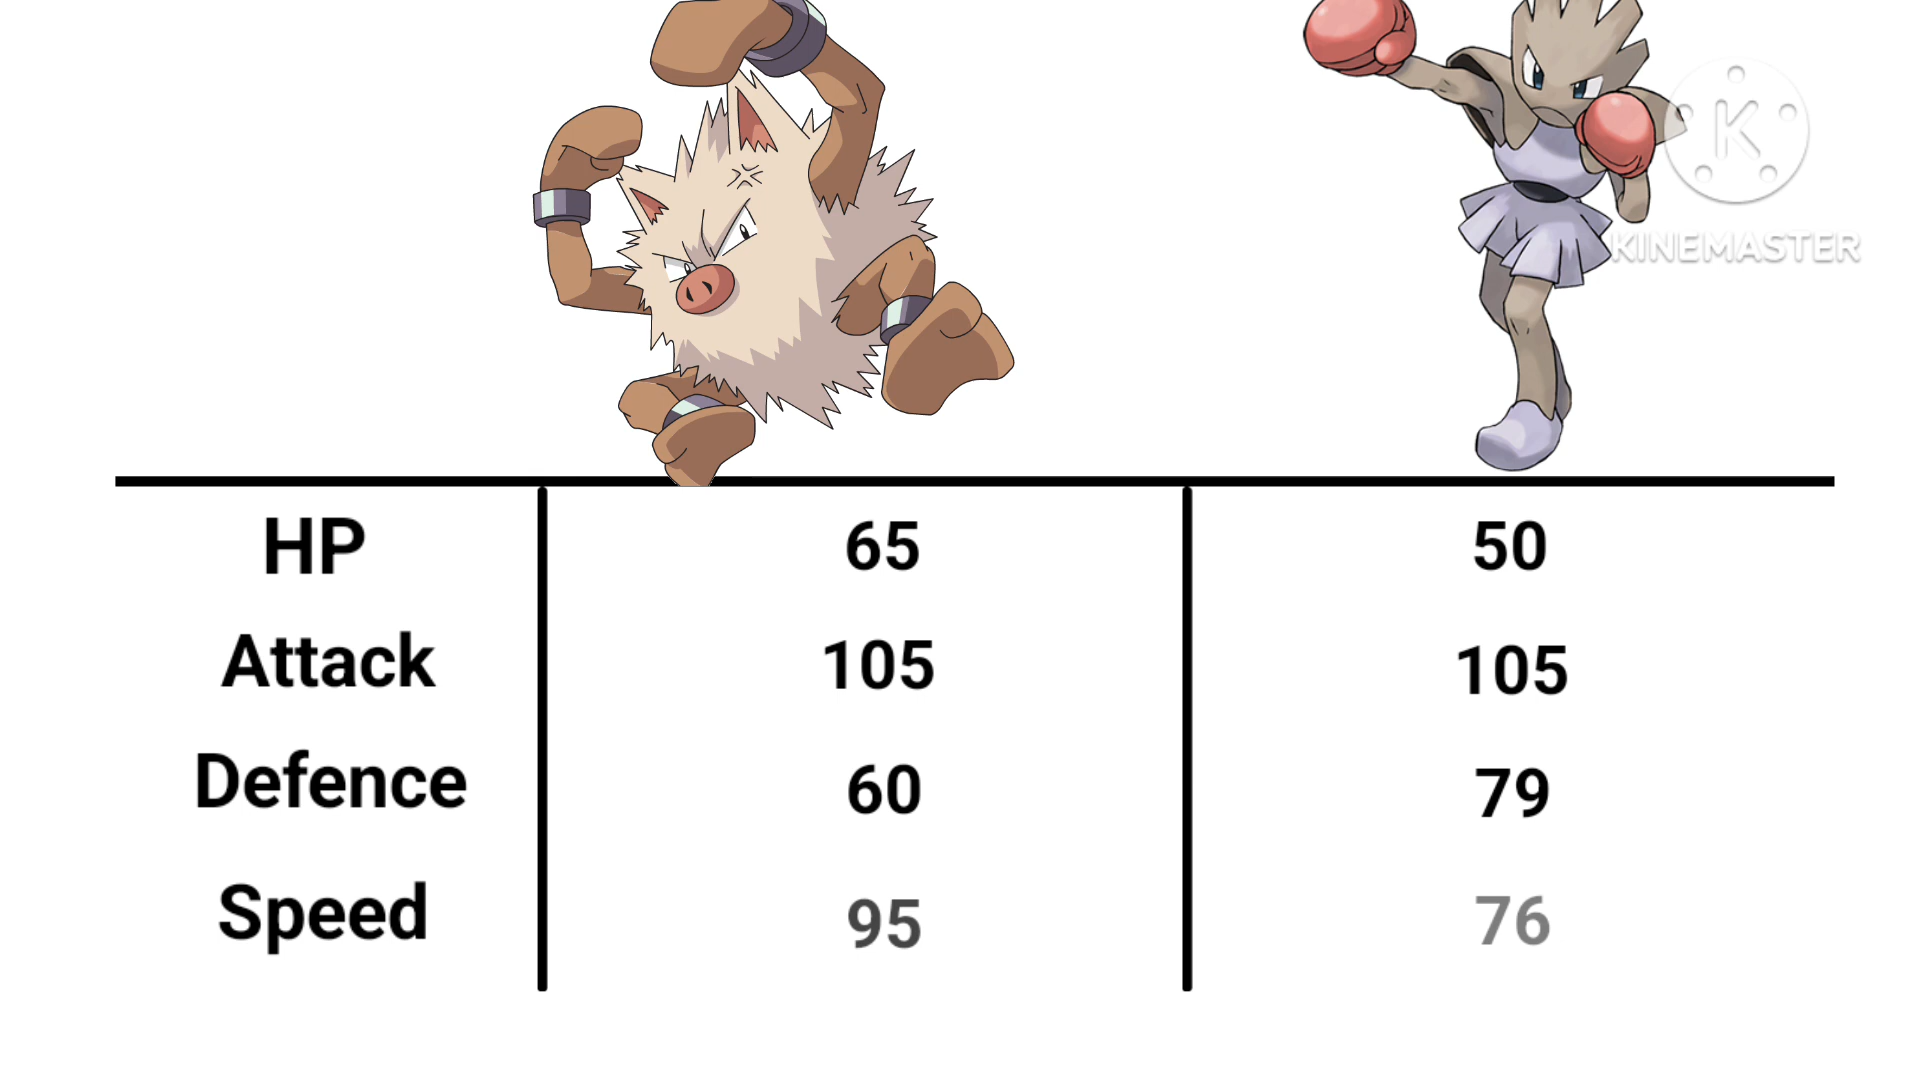 K
KINEMASTER
HP 65 50
Attack 105 105
Defence 60 79
Speed 95 76